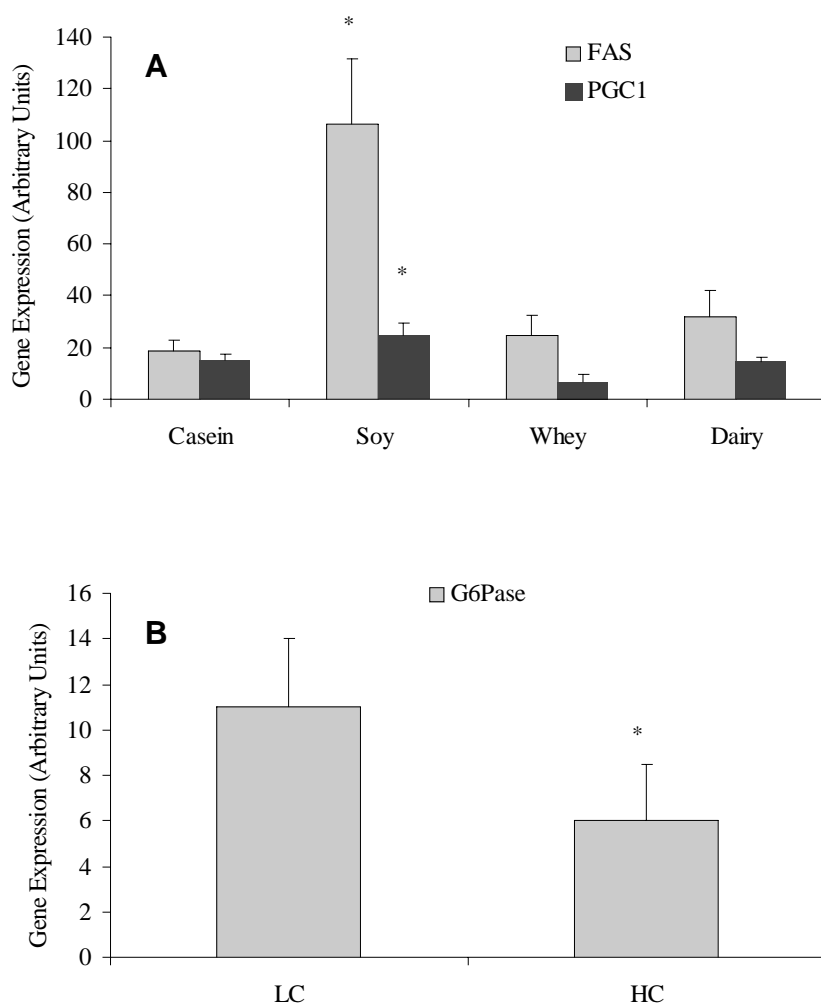 *
140
A
FAS
PGC1
120
100
80
60
40
20
0
*
Gene Expression (Arbitrary Units)
Casein Soy Whey Dairy
16
G6Pase
B
14
12
10
8
6
4
2
0
*
Gene Expression (Arbitrary Units)
LC HC